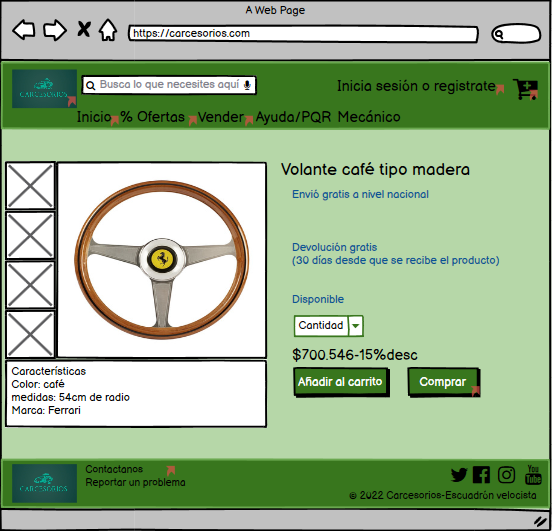 A Web Page
https://carcesorios.com
CARCESORIOS
Busca lo que necesites aquí
Inicia sesión o registrate
Inicio % Ofertas Vender Ayuda/PQR Mecánico
Volante café tipo madera
Envió gratis a nivel nacional
Devolución gratis
(30 días desde que se recibe el producto)
Disponible
Cantidad
$700.546-15%desc
Añadir al carrito
Comprar
Características
Color: café
medidas: 54cm de radio
Marca: Ferrari
CARCESORIOS
Contactanos
Reportar un problema
You
Tube
© 2022 Carcesorios-Escuadrón velocista